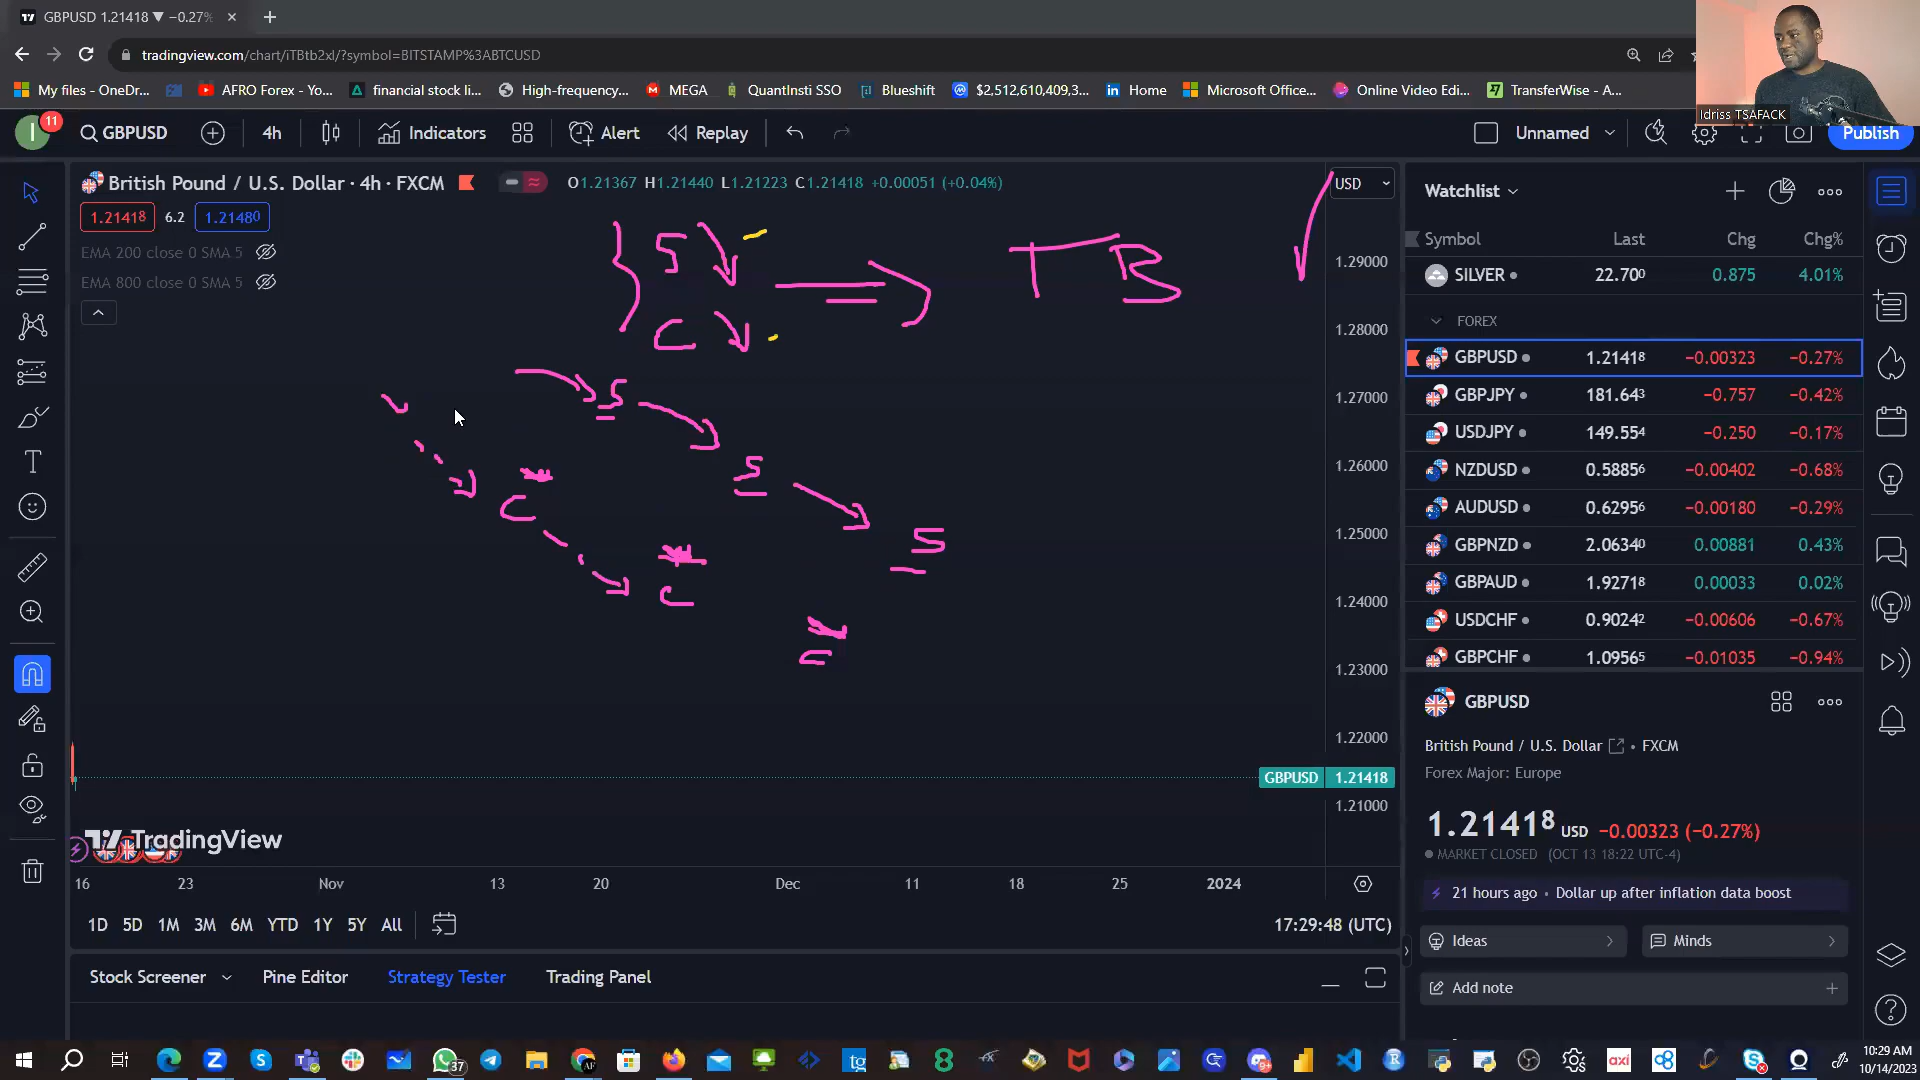 GBPUSD 1.21418 ▼ −0.27%
tradingview.com/chart/iTBtb2xl/?symbol=BITSTAMP%3ABTCUSD
My files - OneDr... AFRO Forex - Yo... financial stock li... High-frequency... MEGA QuantInsti SSO Blueshift $2,512,610,409,3... Home Microsoft Office... Online Video Edi... TransferWise - A...
Idriss TSAFACK
I 11 GBPUSD 4h Indicators Alert Replay Unnamed Publish
British Pound / U.S. Dollar · 4h · FXCM O1.21367 H1.21440 L1.21223 C1.21418 +0.00051 (+0.04%) USD
1.21418 6.2 1.21480
EMA 200 close 0 SMA 5
EMA 800 close 0 SMA 5
S T B
C
S
S
C
S
C
C
1.29000
1.28000
1.27000
1.26000
1.25000
1.24000
1.23000
1.22000
GBPUSD 1.21418
1.21000
TradingView
16 23 Nov 13 20 Dec 11 18 25 2024
1D 5D 1M 3M 6M YTD 1Y 5Y All 17:29:48 (UTC)
Stock Screener Pine Editor Strategy Tester Trading Panel
Watchlist
Symbol Last Chg Chg%
SILVER 22.700 0.875 4.01%
FOREX
GBPUSD 1.21418 −0.00323 −0.27%
GBPJPY 181.643 −0.757 −0.42%
USDJPY 149.554 −0.250 −0.17%
NZDUSD 0.58856 −0.00402 −0.68%
AUDUSD 0.62956 −0.00180 −0.29%
GBPNZD 2.06340 0.00881 0.43%
GBPAUD 1.92718 0.00033 0.02%
USDCHF 0.90242 −0.00606 −0.67%
GBPCHF 1.09565 −0.01035 −0.94%
GBPUSD
British Pound / U.S. Dollar • FXCM
Forex Major: Europe
1.21418 USD −0.00323 (−0.27%)
MARKET CLOSED (OCT 13 18:22 UTC-4)
21 hours ago • Dollar up after inflation data boost
Ideas Minds
Add note
37 tg 8 axi
10:29 AM
10/14/2023